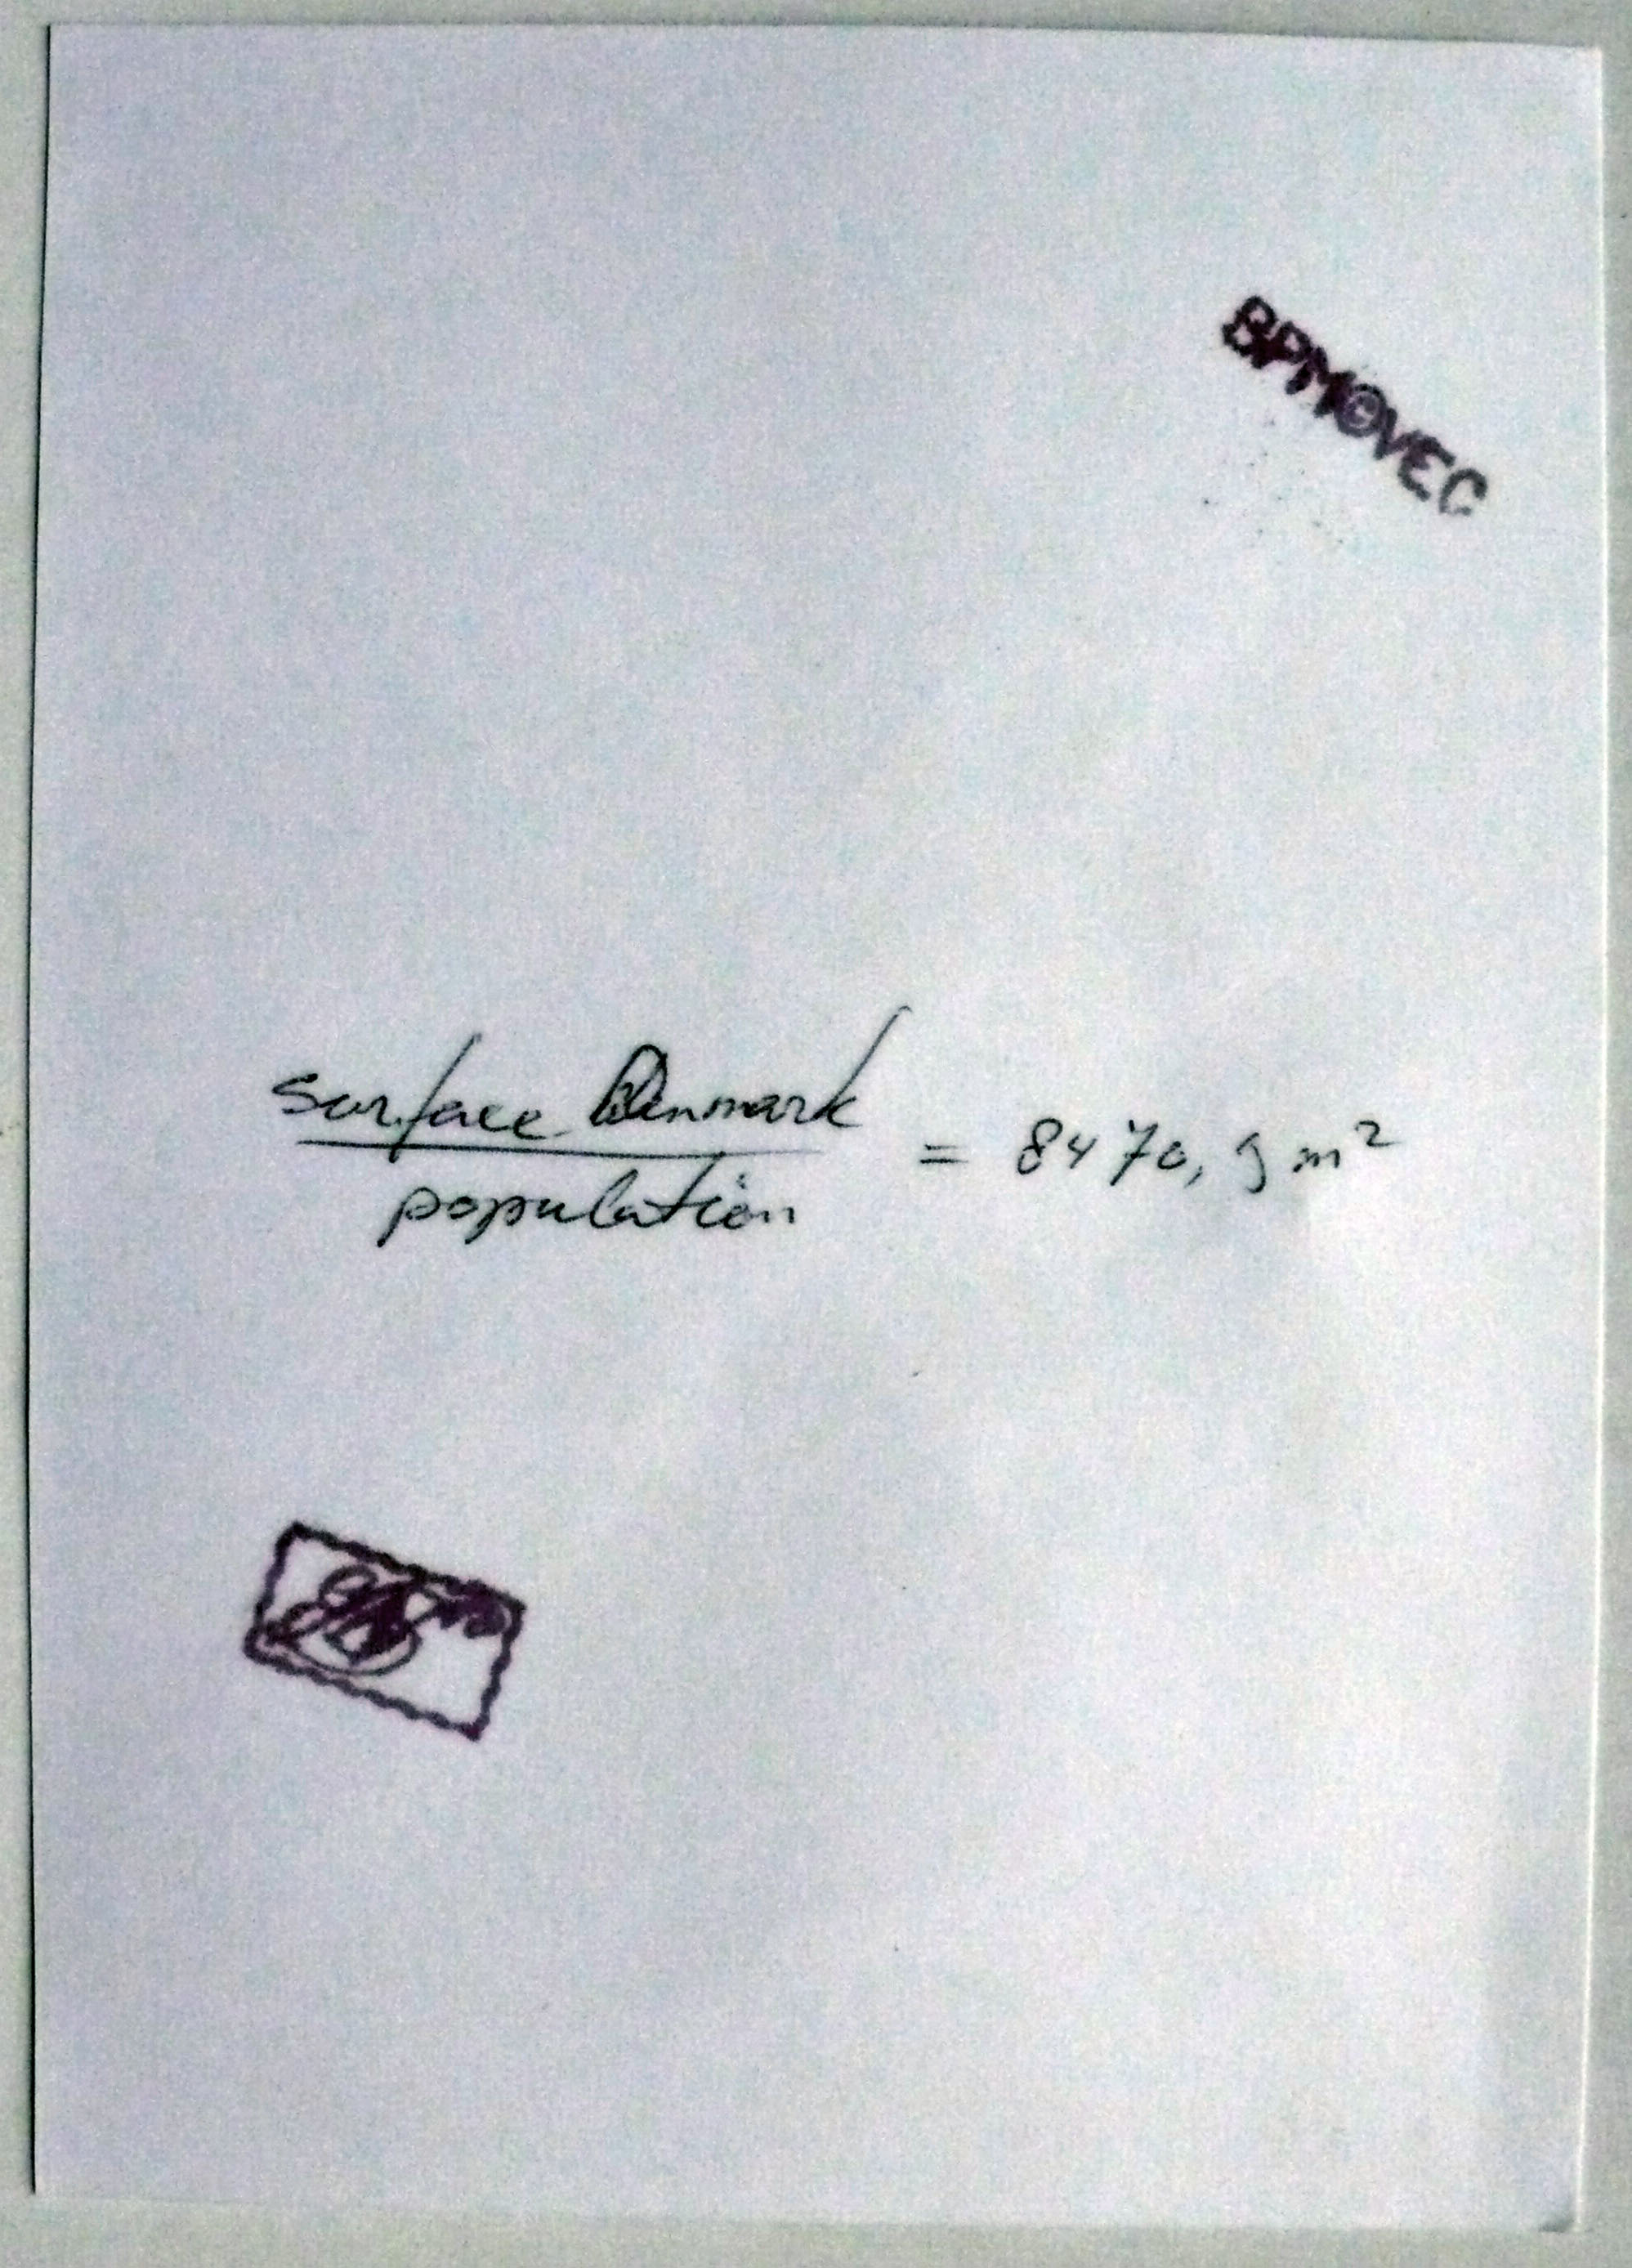 BPMOVEC
surface Denmark
population
= 8470,9 m²